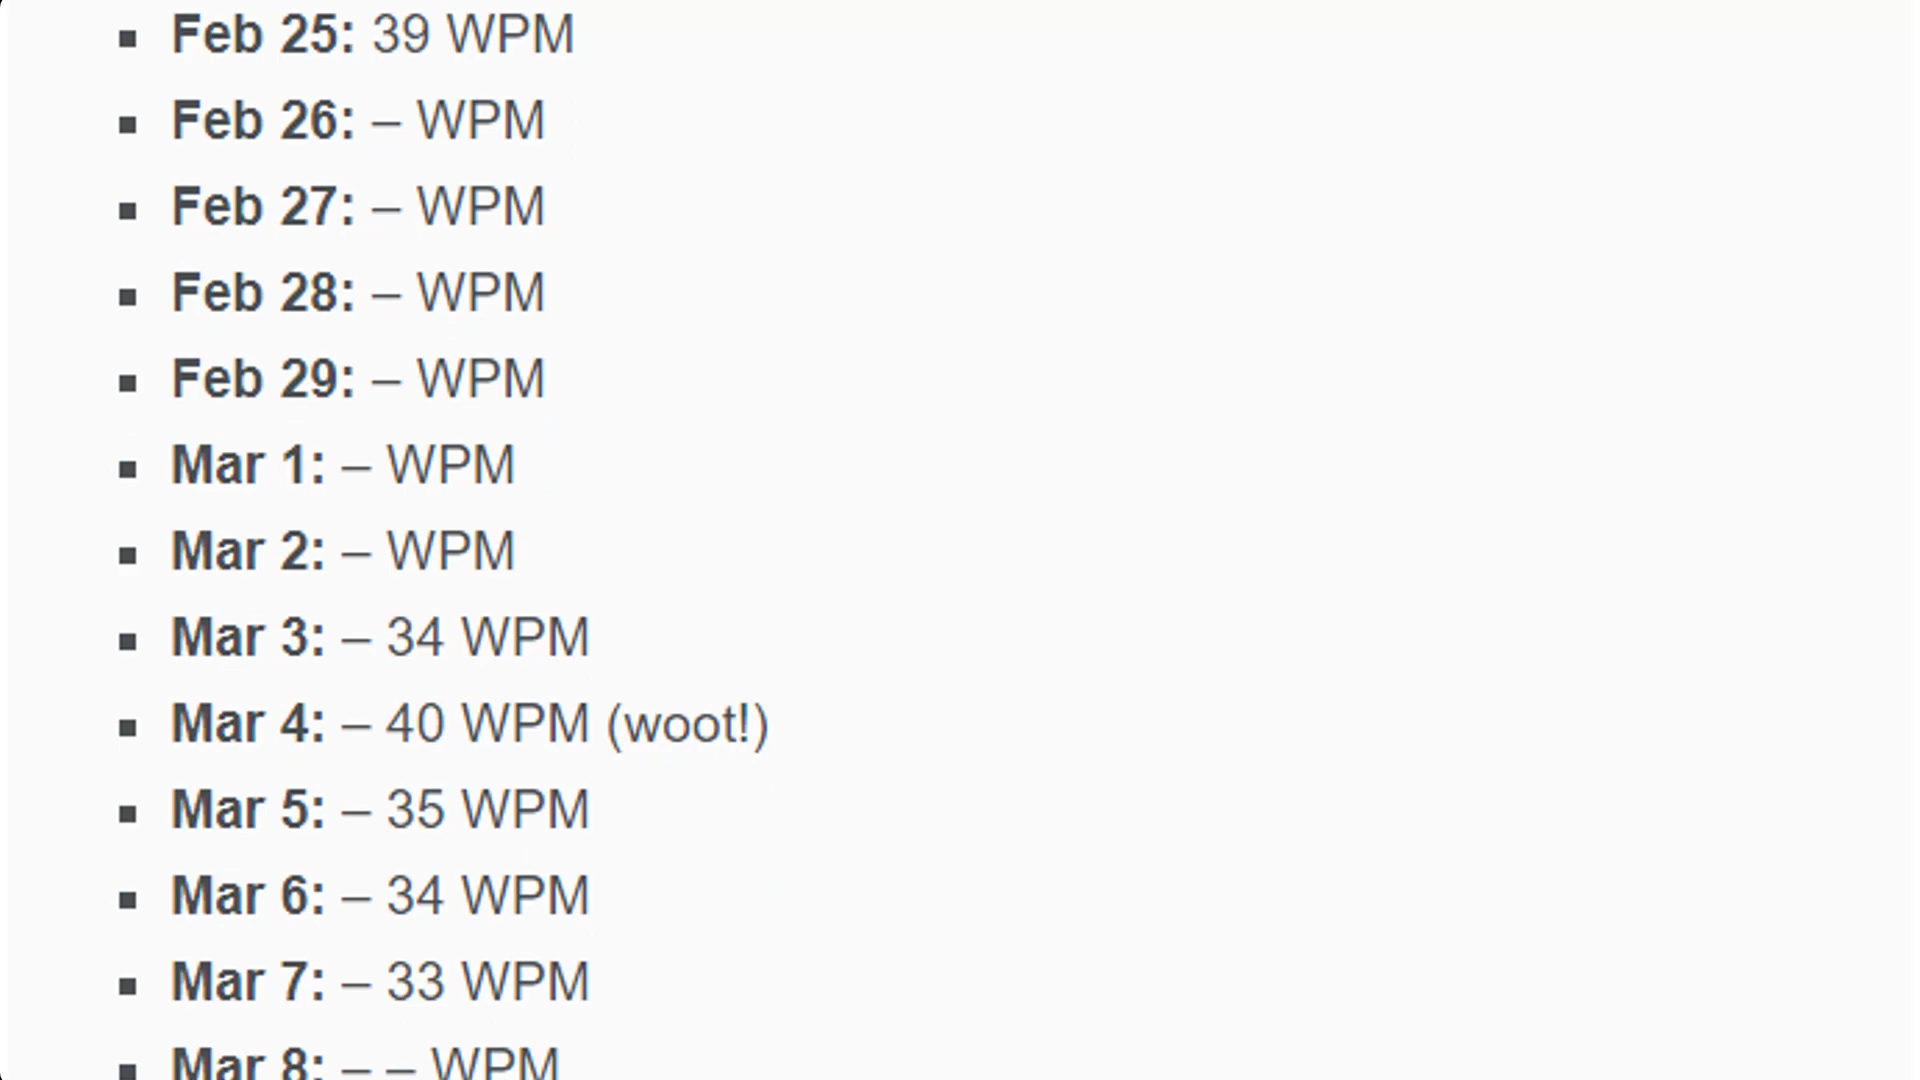 ▪ Feb 25: 39 WPM
▪ Feb 26: – WPM
▪ Feb 27: – WPM
▪ Feb 28: – WPM
▪ Feb 29: – WPM
▪ Mar 1: – WPM
▪ Mar 2: – WPM
▪ Mar 3: – 34 WPM
▪ Mar 4: – 40 WPM (woot!)
▪ Mar 5: – 35 WPM
▪ Mar 6: – 34 WPM
▪ Mar 7: – 33 WPM
▪ Mar 8: – – WPM